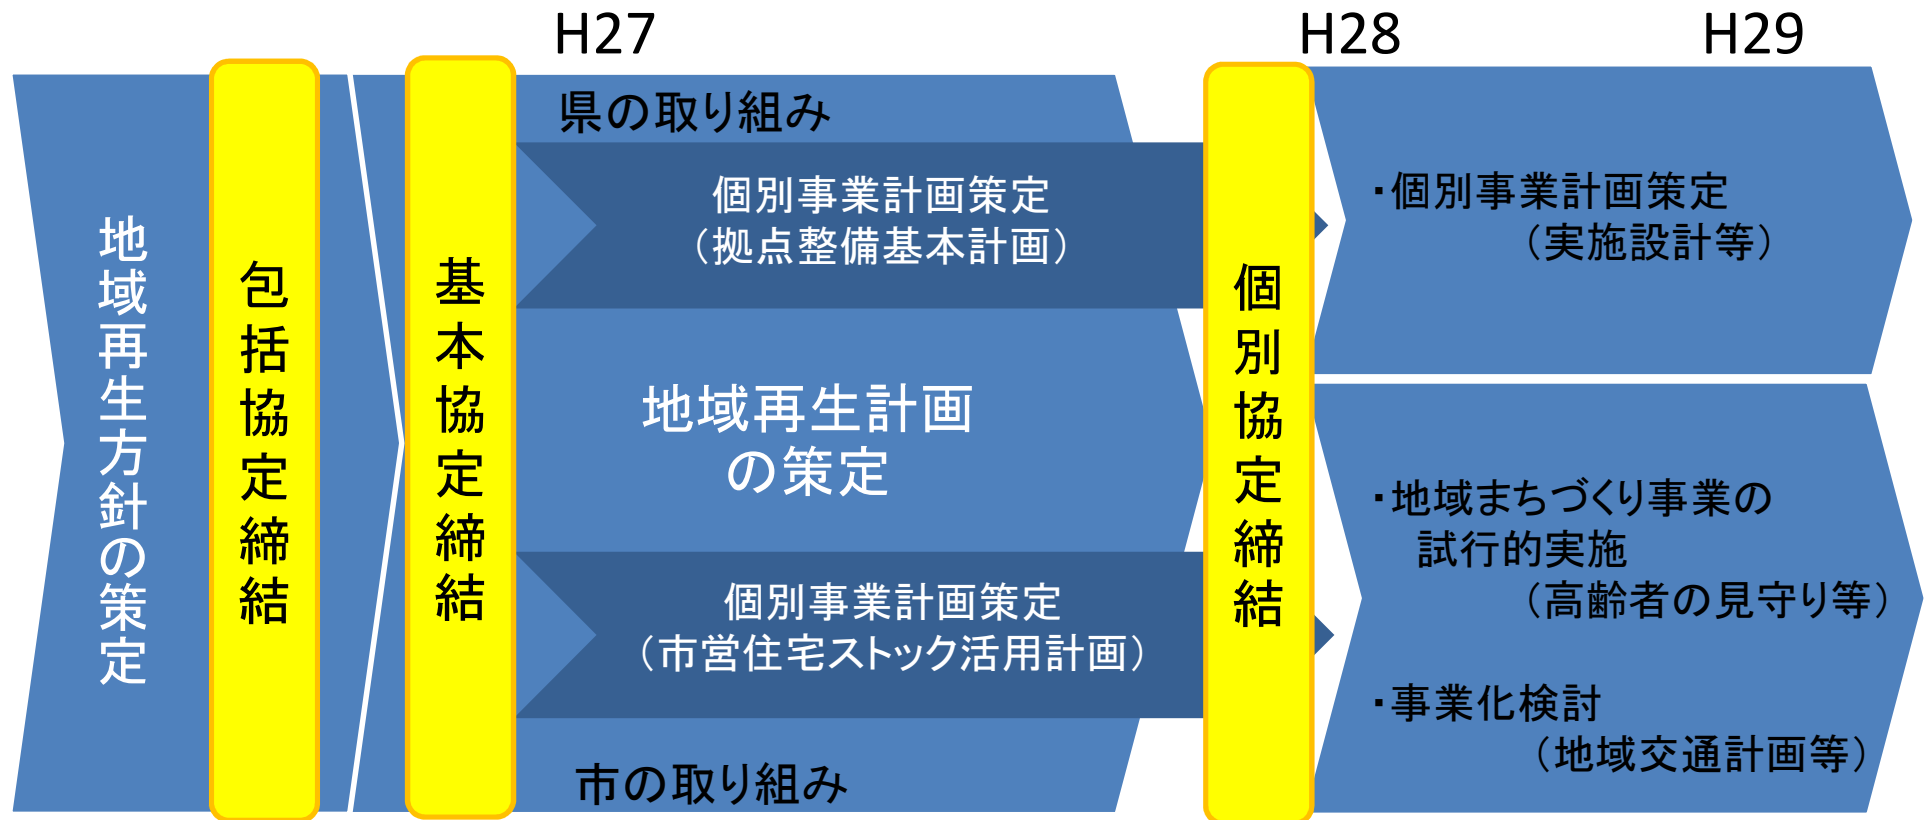 H27
H28
H29
地域再生方針の策定
包括協定締結
基本協定締結
県の取り組み
個別事業計画策定
（拠点整備基本計画）
地域再生計画
の策定
個別事業計画策定
（市営住宅ストック活用計画）
市の取り組み
個別協定締結
・個別事業計画策定
（実施設計等）
・地域まちづくり事業の
試行的実施
（高齢者の見守り等）
・事業化検討
（地域交通計画等）